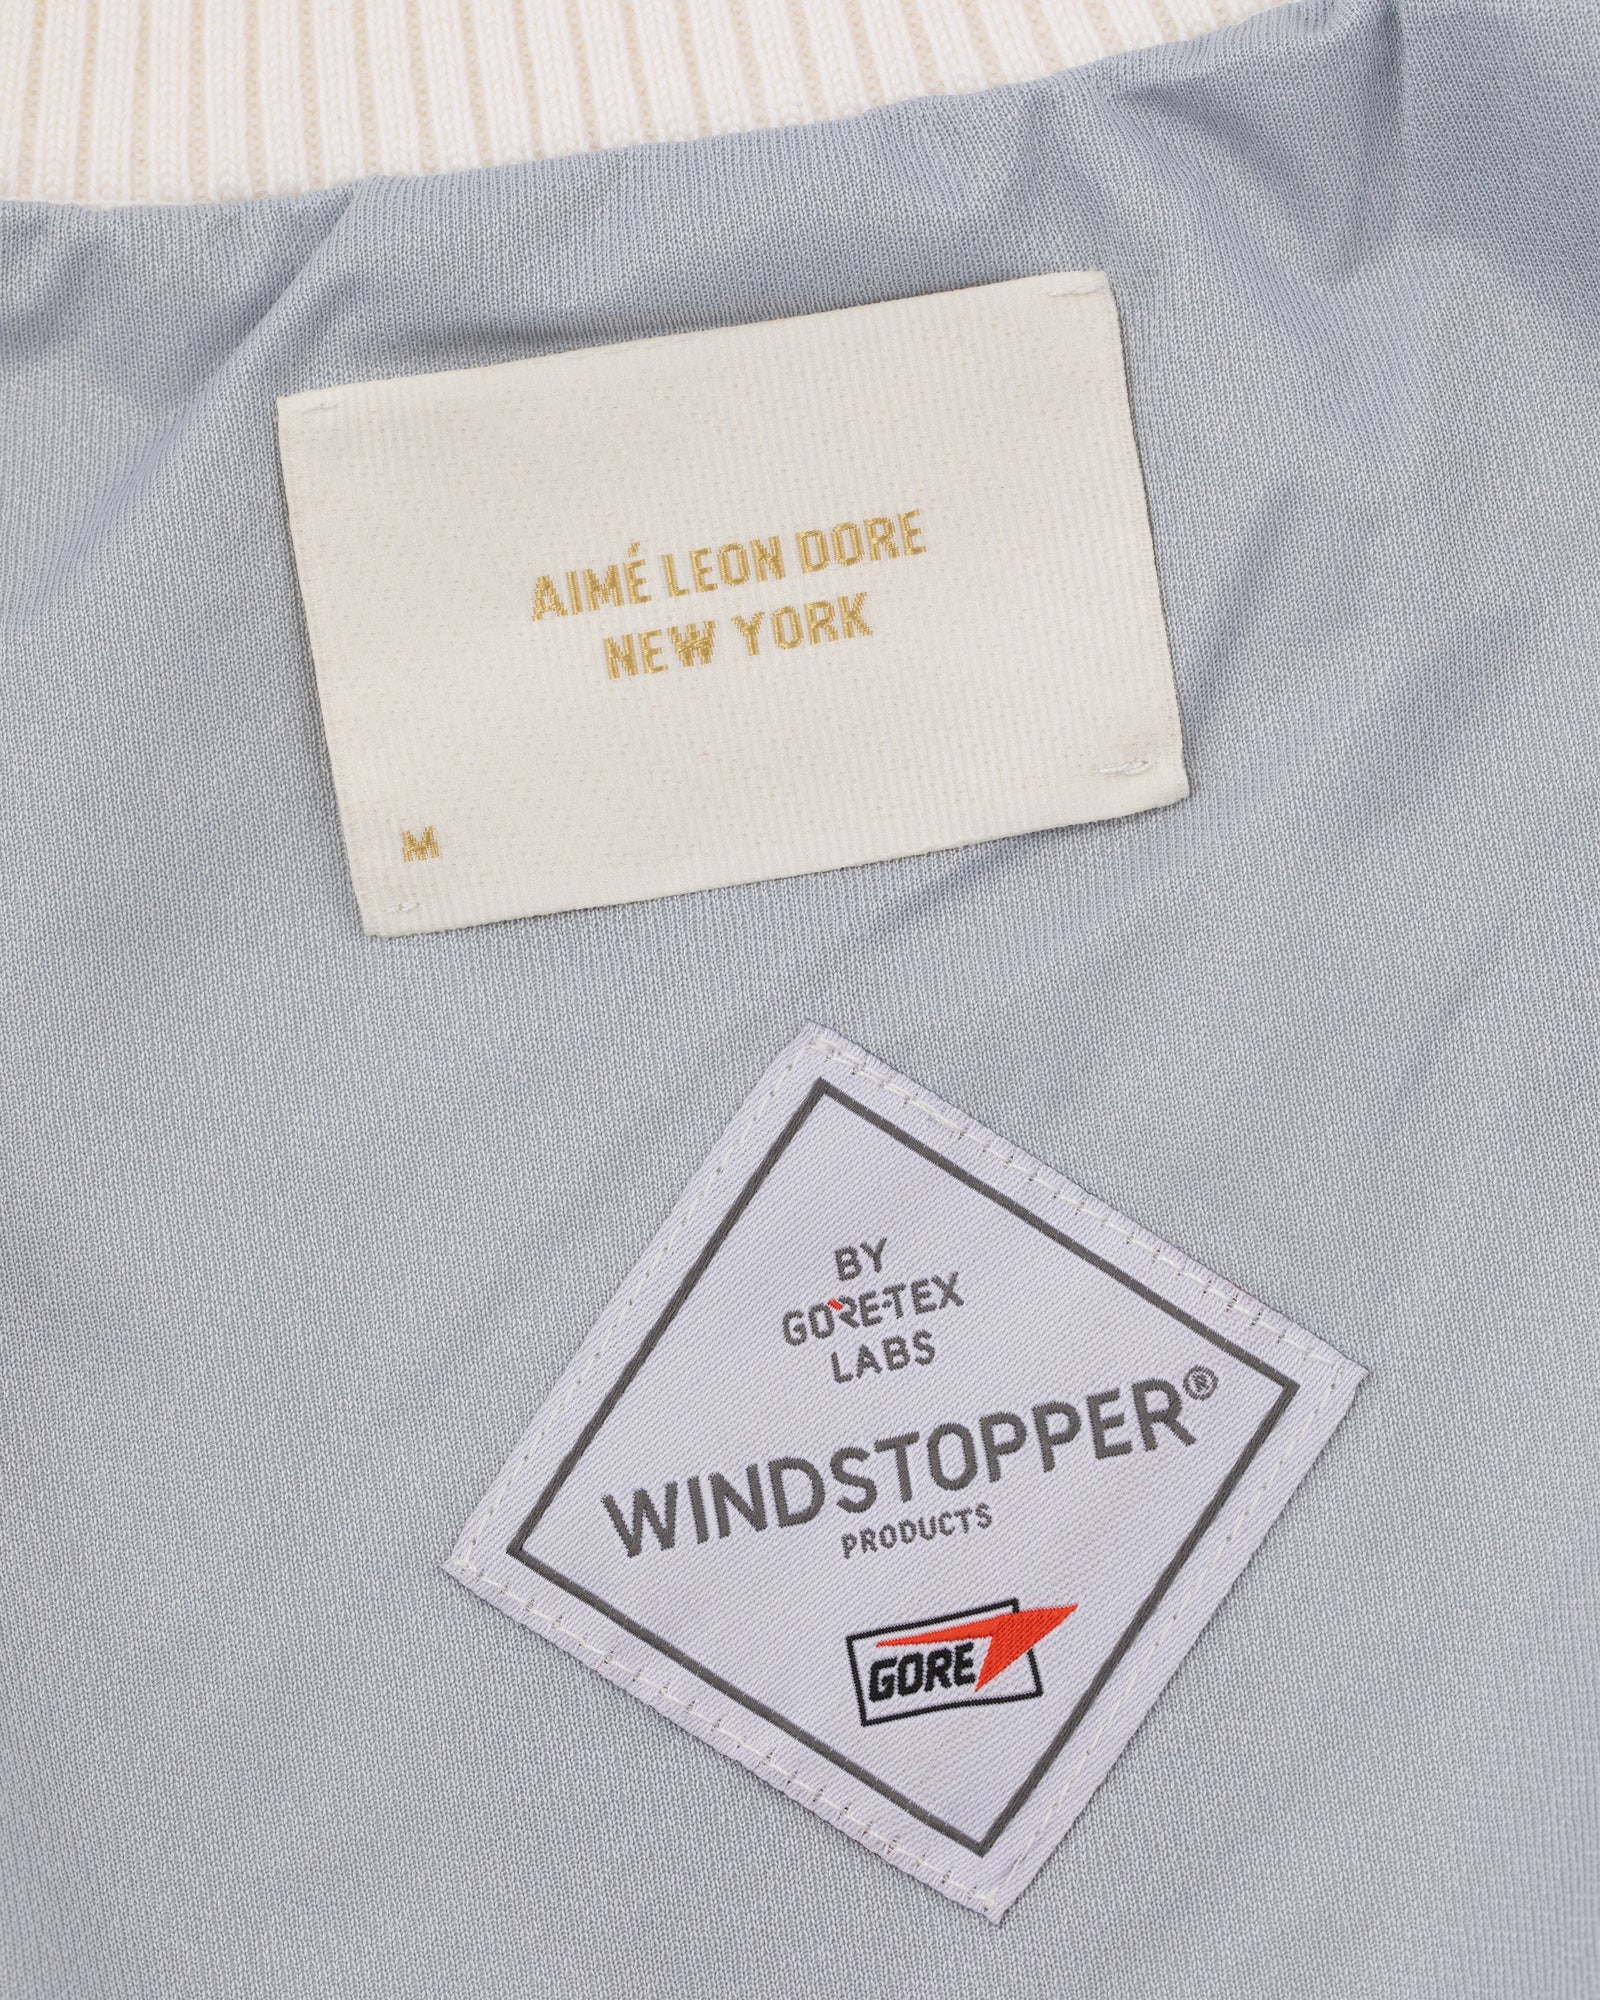 AIMÉ LEON DORE
NEW YORK
M
BY
GORE-TEX
LABS
WINDSTOPPER®
PRODUCTS
GORE